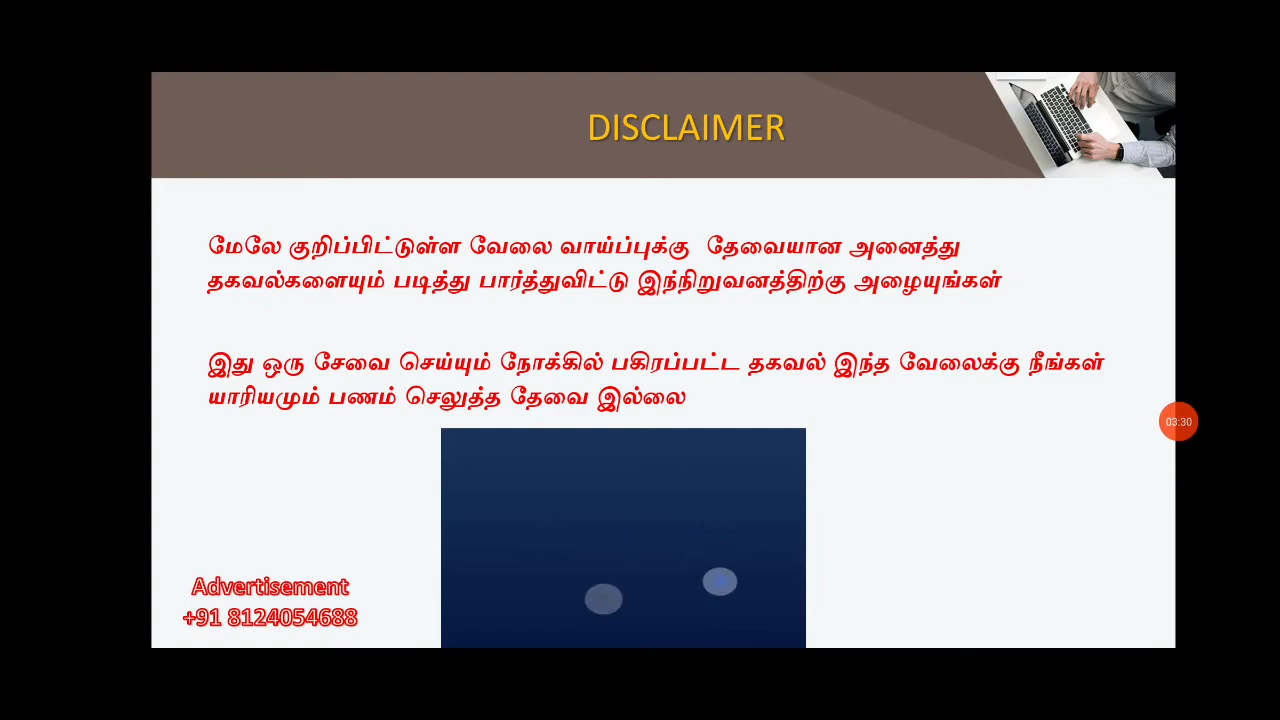 DISCLAIMER
மேலே குறிப்பிட்டுள்ள வேலை வாய்ப்புக்கு தேவையான அனைத்து
தகவல்களையும் படித்து பார்த்துவிட்டு இந்நிறுவனத்திற்கு அழையுங்கள்
இது ஒரு சேவை செய்யும் நோக்கில் பகிரப்பட்ட தகவல் இந்த வேலைக்கு நீங்கள்
யாரியமும் பணம் செலுத்த தேவை இல்லை
03:30
Advertisement
+91 8124054688